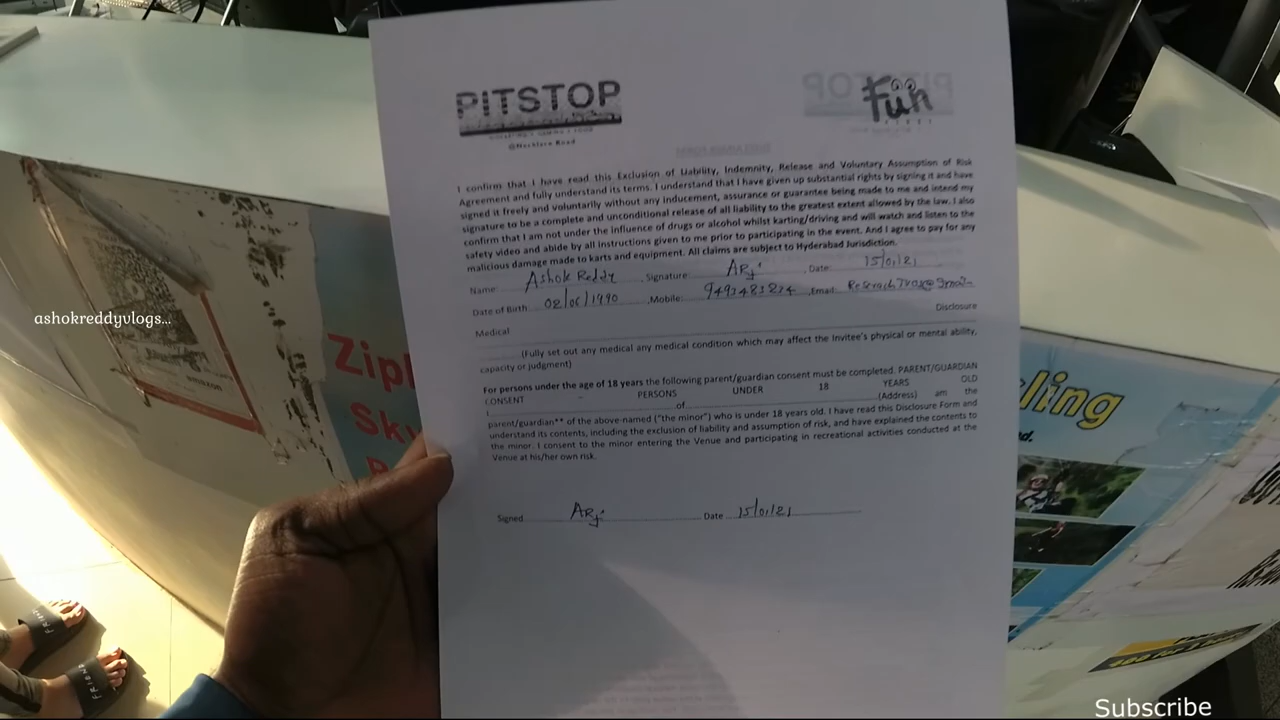 PITSTOP
@Necklace Road
Fun
I confirm that I have read this Exclusion of Liability, Indemnity, Release and Voluntary Assumption of Risk
Agreement and fully understand its terms. I understand that I have given up substantial rights by signing it and have
signed it freely and voluntarily without any inducement, assurance or guarantee being made to me and intend my
signature to be a complete and unconditional release of all liability to the greatest extent allowed by the law. I also
confirm that I am not under the influence of drugs or alcohol whilst karting/driving and will watch and listen to the
safety video and abide by all instructions given to me prior to participating in the event. And I agree to pay for any
malicious damage made to karts and equipment. All claims are subject to Hyderabad Jurisdiction.
Name: Ashok Reddy Signature: Date: 15/01/21
Date of Birth Mobile: Email:
Medical Disclosure
(Fully set out any medical any medical condition which may affect the Invitee's physical or mental ability,
capacity or judgment)
For persons under the age of 18 years the following parent/guardian consent must be completed. PARENT/GUARDIAN
CONSENT – PERSONS UNDER 18 YEARS OLD
I, of (Address) am the
parent/guardian** of the above-named ("the minor") who is under 18 years old. I have read this Disclosure Form and
understand its contents, including the exclusion of liability and assumption of risk, and have explained the contents to
the minor. I consent to the minor entering the Venue and participating in recreational activities conducted at the
Venue at his/her own risk.
Signed Date 15/01/21
ashokreddyvlogs...
Zipl
Sky
ling
FRIEN
Subscribe